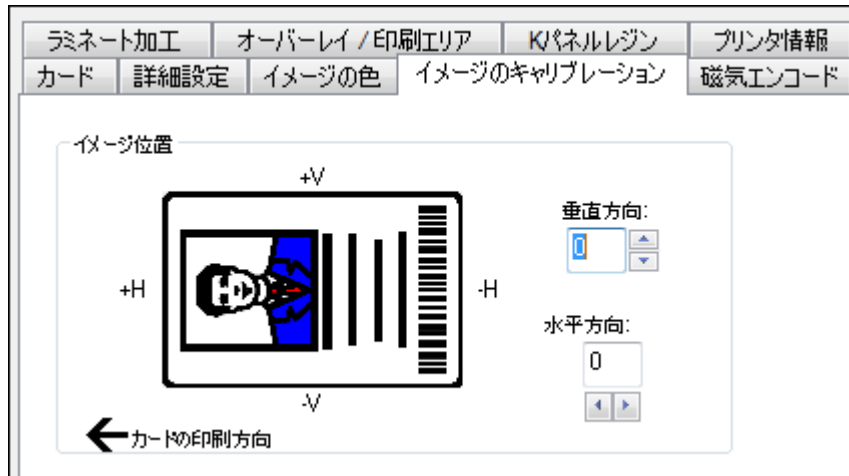 ラミネート加工 オーバーレイ / 印刷エリア Kパネルレジン プリンタ情報
カード 詳細設定 イメージの色 イメージのキャリブレーション 磁気エンコード
イメージ位置
+V
垂直方向:
0
+H -H
水平方向:
0
-V
カードの印刷方向